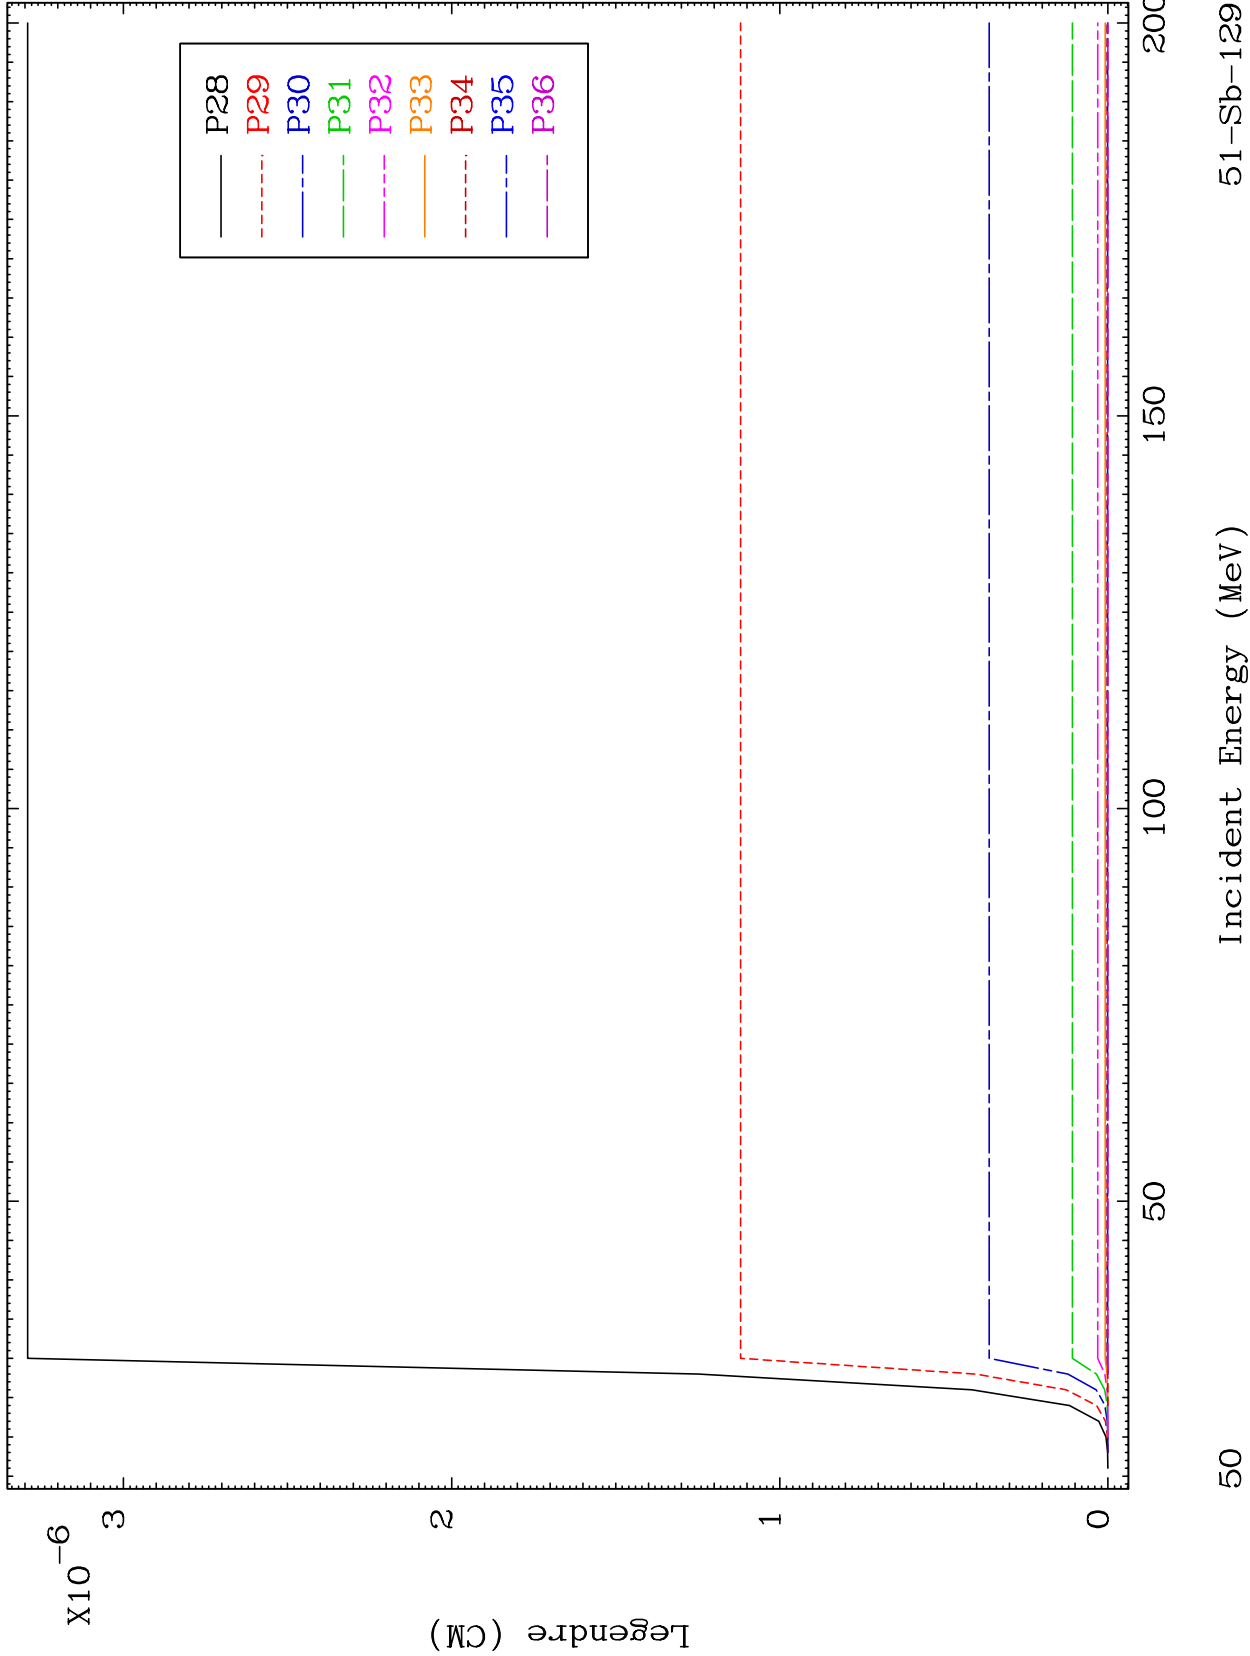 X10-6
3
2
1
0
Legendre (CM)
P28
P29
P30
P31
P32
P33
P34
P35
P36
50
100
150
200
Incident Energy (MeV)
50
51-Sb-129